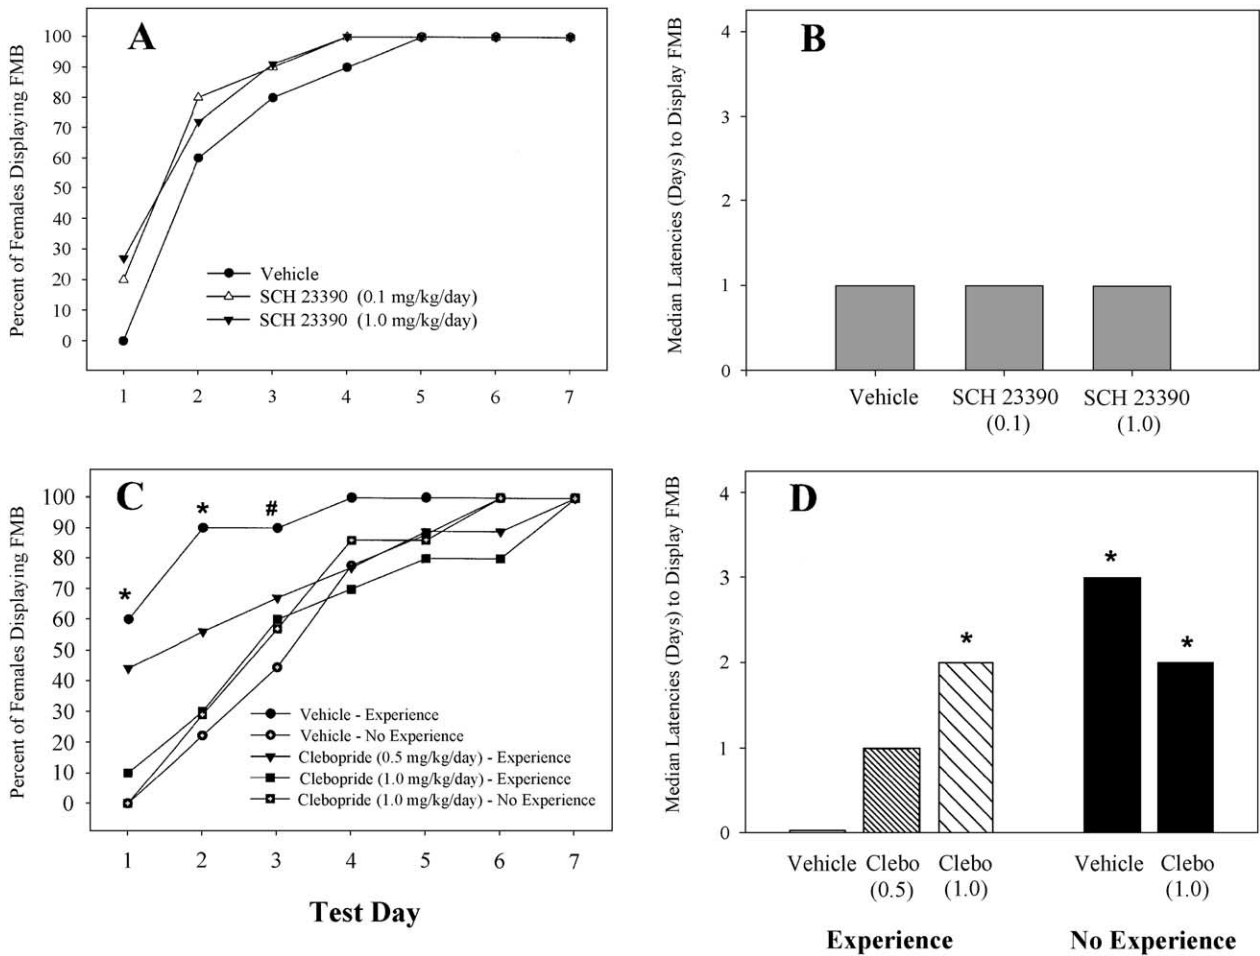 A
Percent of Females Displaying FMB
100
90
80
70
60
50
40
30
20
10
0
Vehicle
SCH 23390 (0.1 mg/kg/day)
SCH 23390 (1.0 mg/kg/day)
1 2 3 4 5 6 7
B
Median Latencies (Days) to Display FMB
4
3
2
1
0
Vehicle SCH 23390 SCH 23390
(0.1) (1.0)
C
Percent of Females Displaying FMB
100
90
80
70
60
50
40
30
20
10
0
* * #
Vehicle - Experience
Vehicle - No Experience
Clebopride (0.5 mg/kg/day) - Experience
Clebopride (1.0 mg/kg/day) - Experience
Clebopride (1.0 mg/kg/day) - No Experience
1 2 3 4 5 6 7
Test Day
D
Median Latencies (Days) to Display FMB
4
3
2
1
0
* * *
Vehicle Clebo Clebo Vehicle Clebo
(0.5) (1.0) (1.0)
Experience No Experience